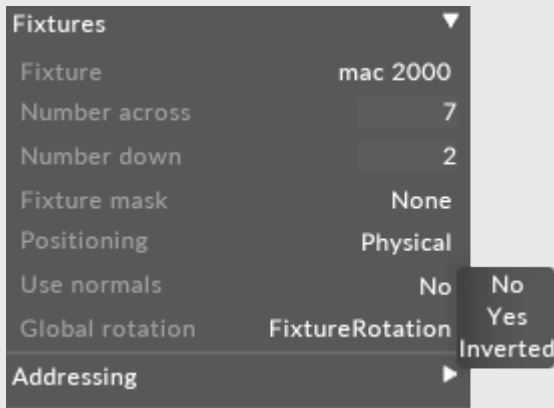 Fixtures
Fixture mac 2000
Number across 7
Number down 2
Fixture mask None
Positioning Physical
Use normals No
Global rotation FixtureRotation
Addressing
No
Yes
Inverted